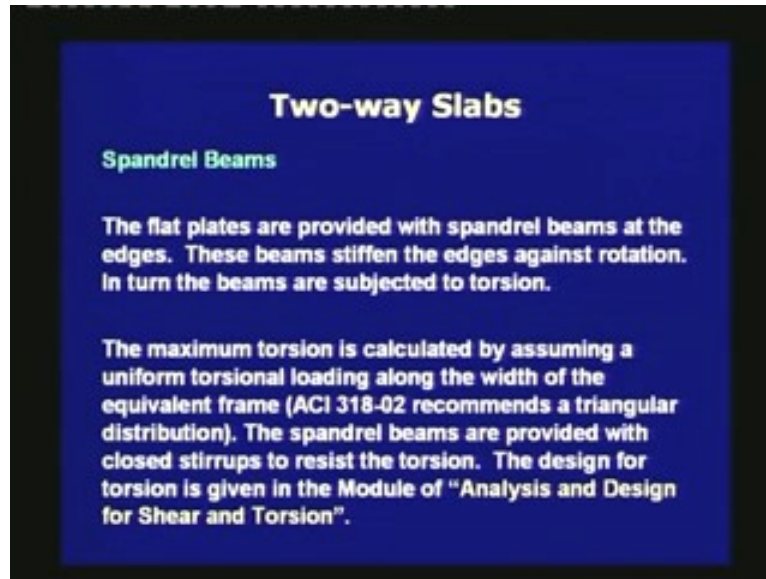 Two-way Slabs
Spandrel Beams
The flat plates are provided with spandrel beams at the
edges. These beams stiffen the edges against rotation.
In turn the beams are subjected to torsion.
The maximum torsion is calculated by assuming a
uniform torsional loading along the width of the
equivalent frame (ACI 318-02 recommends a triangular
distribution). The spandrel beams are provided with
closed stirrups to resist the torsion. The design for
torsion is given in the Module of “Analysis and Design
for Shear and Torsion”.